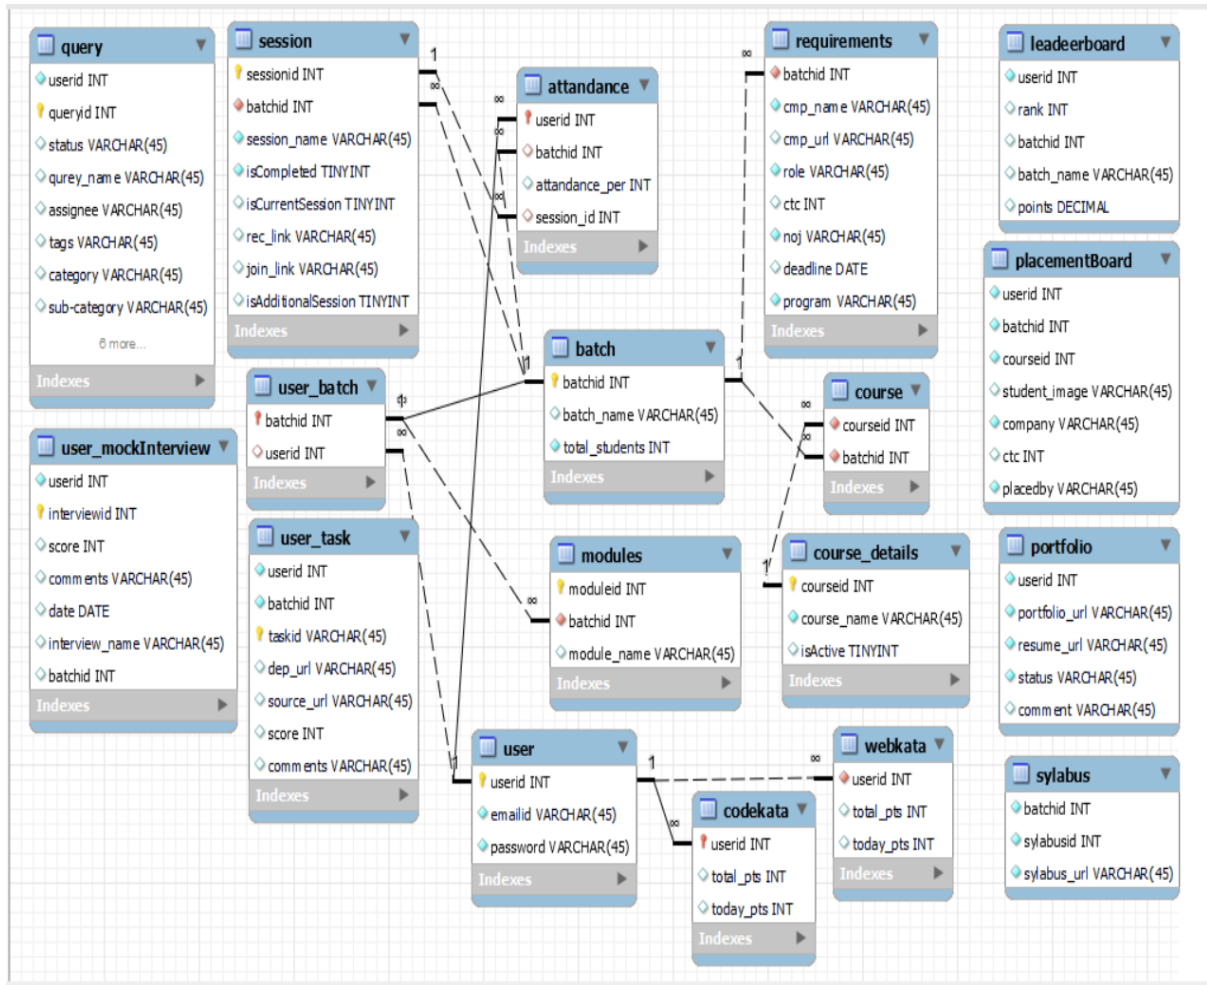 query
userid INT
queryid INT
status VARCHAR(45)
qurey_name VARCHAR(45)
assignee VARCHAR(45)
tags VARCHAR(45)
category VARCHAR(45)
sub-category VARCHAR(45)
6 more...
Indexes
session
sessionid INT
batchid INT
session_name VARCHAR(45)
isCompleted TINYINT
isCurrentSession TINYINT
rec_link VARCHAR(45)
join_link VARCHAR(45)
isAdditionalSession TINYINT
Indexes
1
∞
attandance
userid INT
batchid INT
attandance_per INT
session_id INT
Indexes
∞
∞
∞
requirements
batchid INT
cmp_name VARCHAR(45)
cmp_url VARCHAR(45)
role VARCHAR(45)
ctc INT
noj VARCHAR(45)
deadline DATE
program VARCHAR(45)
Indexes
∞
leadeerboard
userid INT
rank INT
batchid INT
batch_name VARCHAR(45)
points DECIMAL
placementBoard
userid INT
batchid INT
courseid INT
student_image VARCHAR(45)
company VARCHAR(45)
ctc INT
placedby VARCHAR(45)
user_batch
batchid INT
userid INT
Indexes
∞
batch
batchid INT
batch_name VARCHAR(45)
total_students INT
Indexes
1
1
course
courseid INT
batchid INT
Indexes
∞
∞
user_mockInterview
userid INT
interviewid INT
score INT
comments VARCHAR(45)
date DATE
interview_name VARCHAR(45)
batchid INT
Indexes
user_task
userid INT
batchid INT
taskid VARCHAR(45)
dep_url VARCHAR(45)
source_url VARCHAR(45)
score INT
comments VARCHAR(45)
Indexes
modules
moduleid INT
batchid INT
module_name VARCHAR(45)
Indexes
∞
course_details
courseid INT
course_name VARCHAR(45)
isActive TINYINT
Indexes
1
portfolio
userid INT
portfolio_url VARCHAR(45)
resume_url VARCHAR(45)
status VARCHAR(45)
comment VARCHAR(45)
user
userid INT
emailid VARCHAR(45)
password VARCHAR(45)
Indexes
1
1
codekata
userid INT
total_pts INT
today_pts INT
Indexes
∞
webkata
userid INT
total_pts INT
today_pts INT
Indexes
∞
sylabus
batchid INT
sylabusid INT
sylabus_url VARCHAR(45)